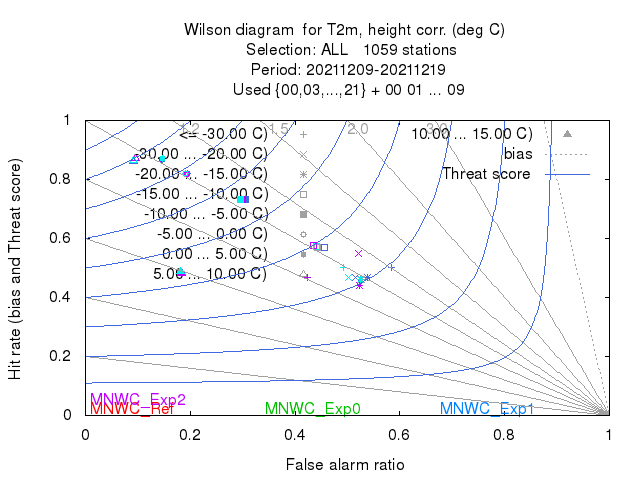 Wilson diagram for T2m, height corr. (deg C)
Selection: ALL 1059 stations
Period: 20211209-20211219
Used {00,03,...,21} + 00 01 ... 09
1.5 2.0
<= -30.00 C) 10.00 ... 15.00 C)
-30.00 ... -20.00 C) bias
-20.00 ... -15.00 C) Threat score
-15.00 ... -10.00 C)
-10.00 ... -5.00 C)
-5.00 ... 0.00 C)
0.00 ... 5.00 C)
5.00 ... 10.00 C)
Hit rate (bias and Threat score)
1
0.8
0.6
0.4
0.2
0
MNWC_Exp2
MNWC_Ref MNWC_Exp0 MNWC_Exp1
0 0.2 0.4 0.6 0.8 1
False alarm ratio